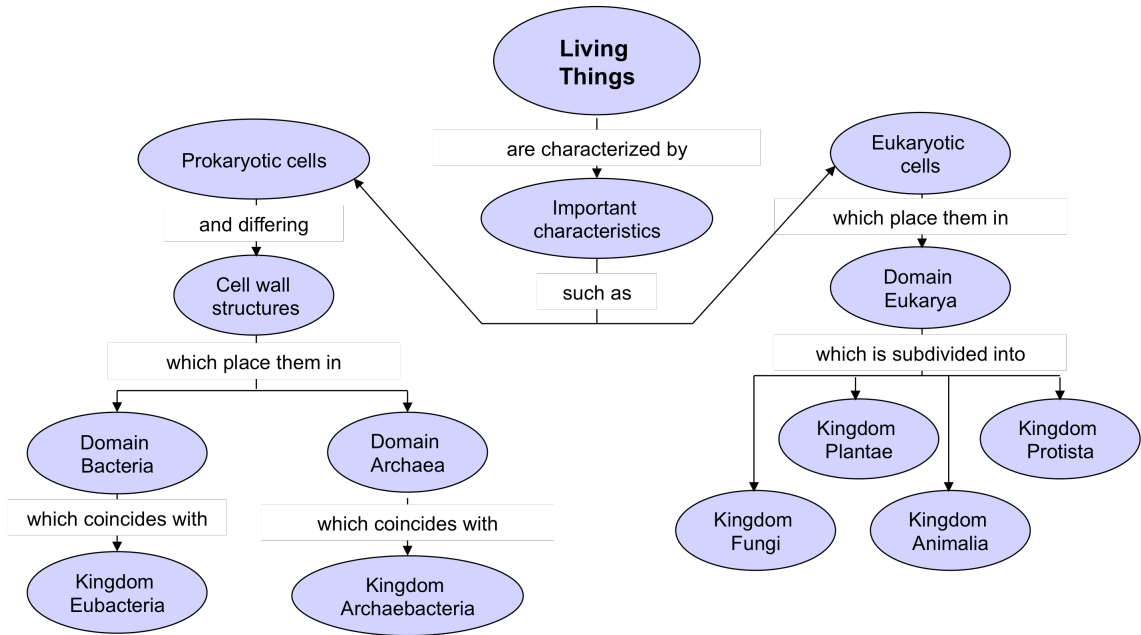 Living
Things
are characterized by
Important
characteristics
such as
Prokaryotic cells
and differing
Cell wall
structures
which place them in
Domain
Bacteria
which coincides with
Kingdom
Eubacteria
Domain
Archaea
which coincides with
Kingdom
Archaebacteria
Eukaryotic
cells
which place them in
Domain
Eukarya
which is subdivided into
Kingdom
Fungi
Kingdom
Plantae
Kingdom
Animalia
Kingdom
Protista